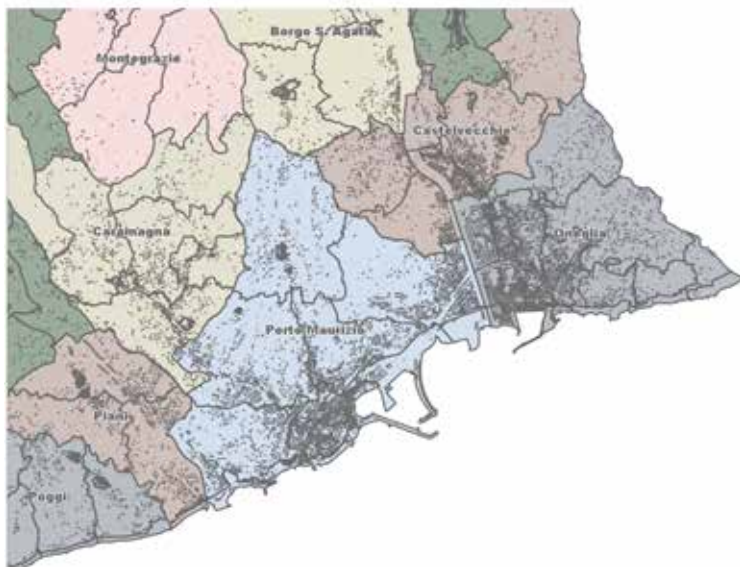 Borgo S. Agata
Montegrazie
Castelvecchio
Caramagna
Oneglia
Porto Maurizio
Piani
Poggi